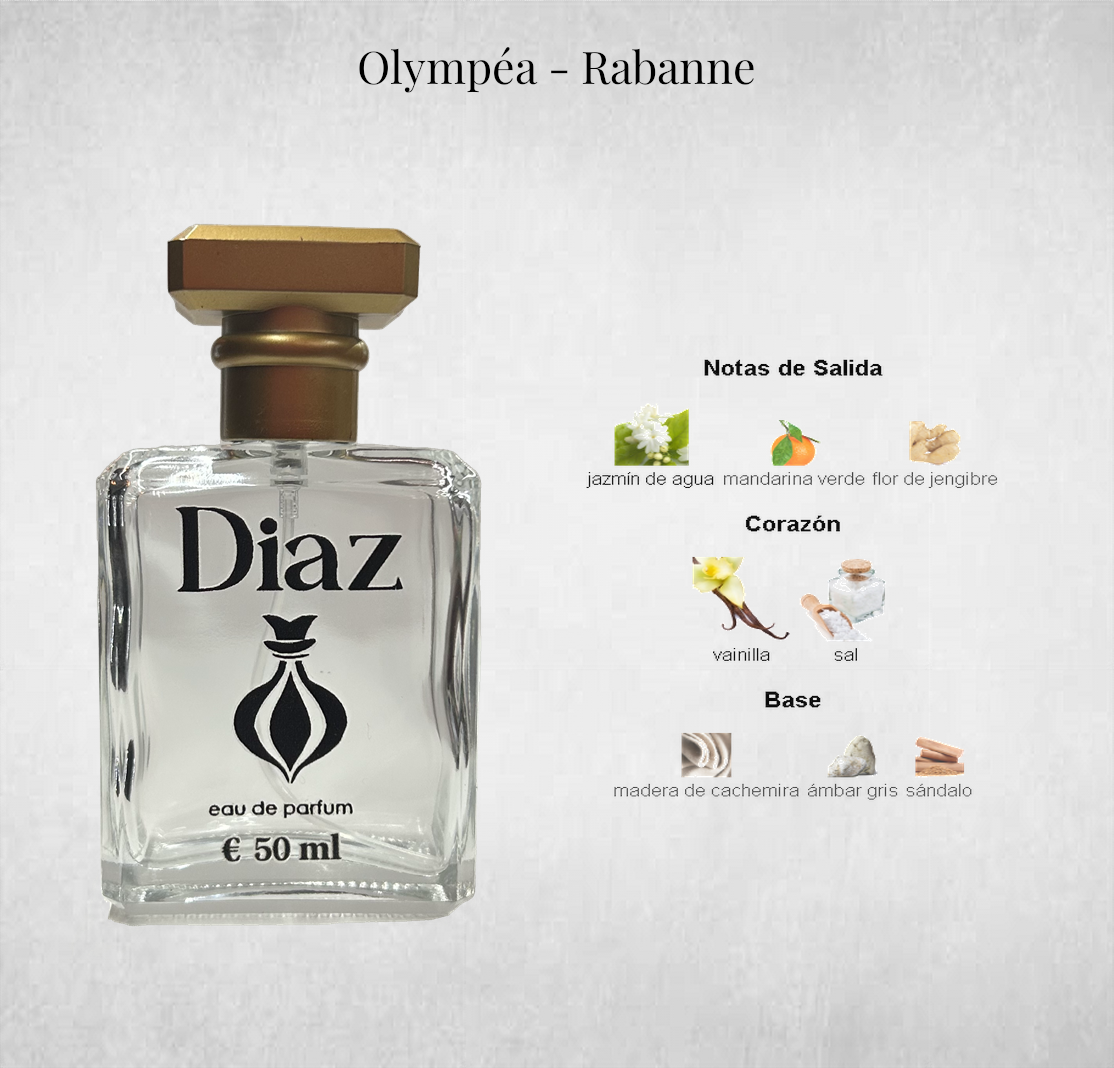 Olympéa - Rabanne
Diaz
eau de parfum
€ 50 ml
Notas de Salida
jazmín de agua mandarina verde flor de jengibre
Corazón
vainilla sal
Base
madera de cachemira ámbar gris sándalo